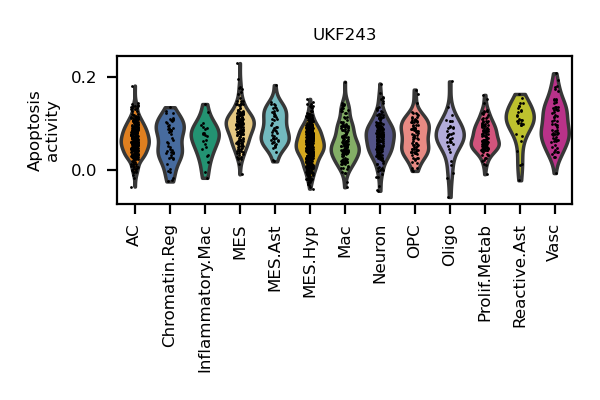 UKF243
Apoptosis
activity
0.2
0.0
AC
Chromatin.Reg
Inflammatory.Mac
MES
MES.Ast
MES.Hyp
Mac
Neuron
OPC
Oligo
Prolif.Metab
Reactive.Ast
Vasc